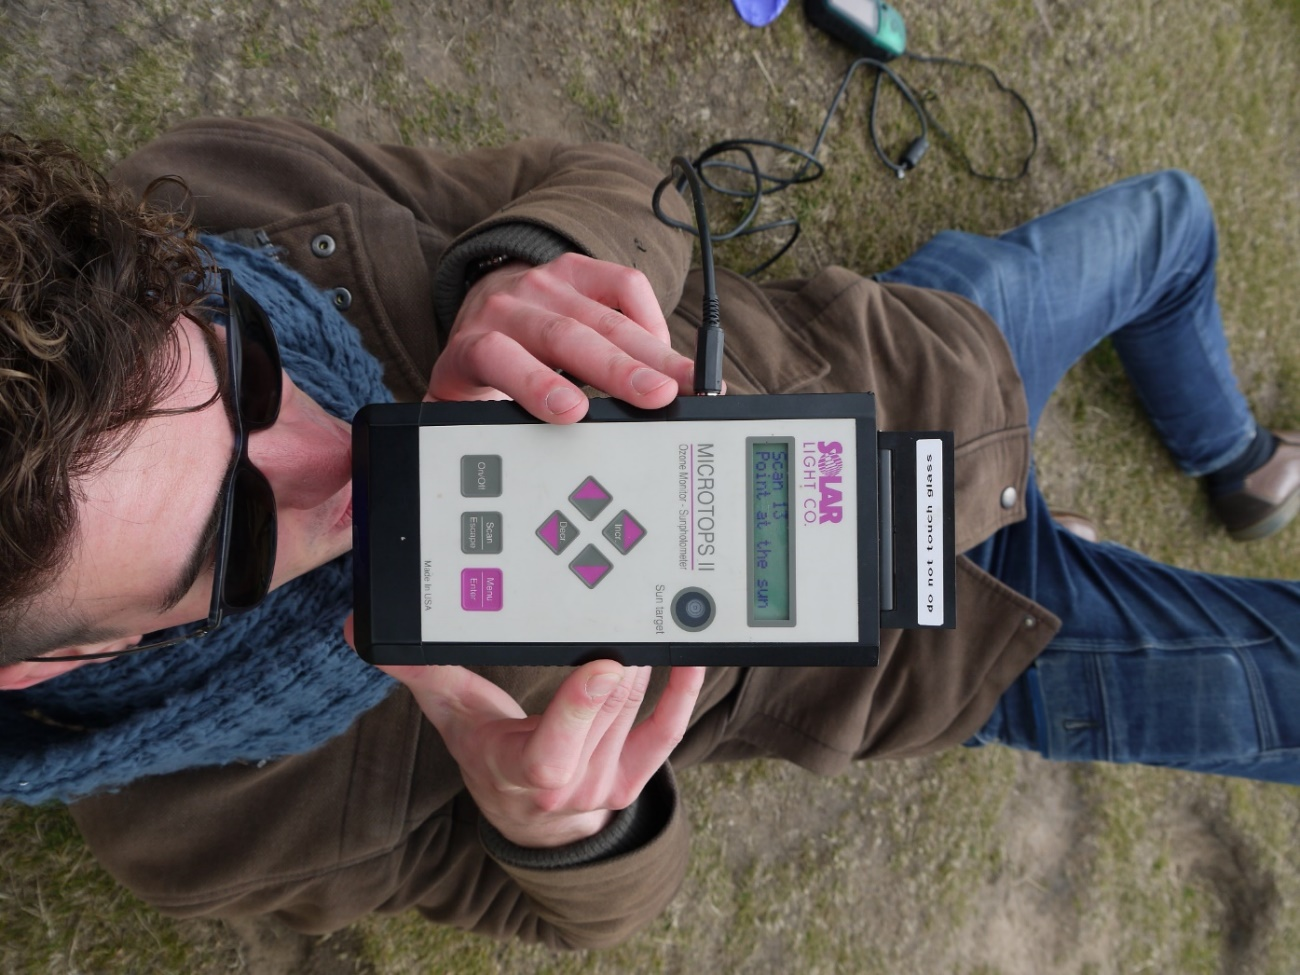 do not touch glass
SOLAR
LIGHT CO.
Scan 13
Point at the sun
MICROTOPS II
Ozone Monitor - Sunphotometer
Sun target
Incr
Decr
On/Off
Scan
Escape
Menu
Enter
Made In USA